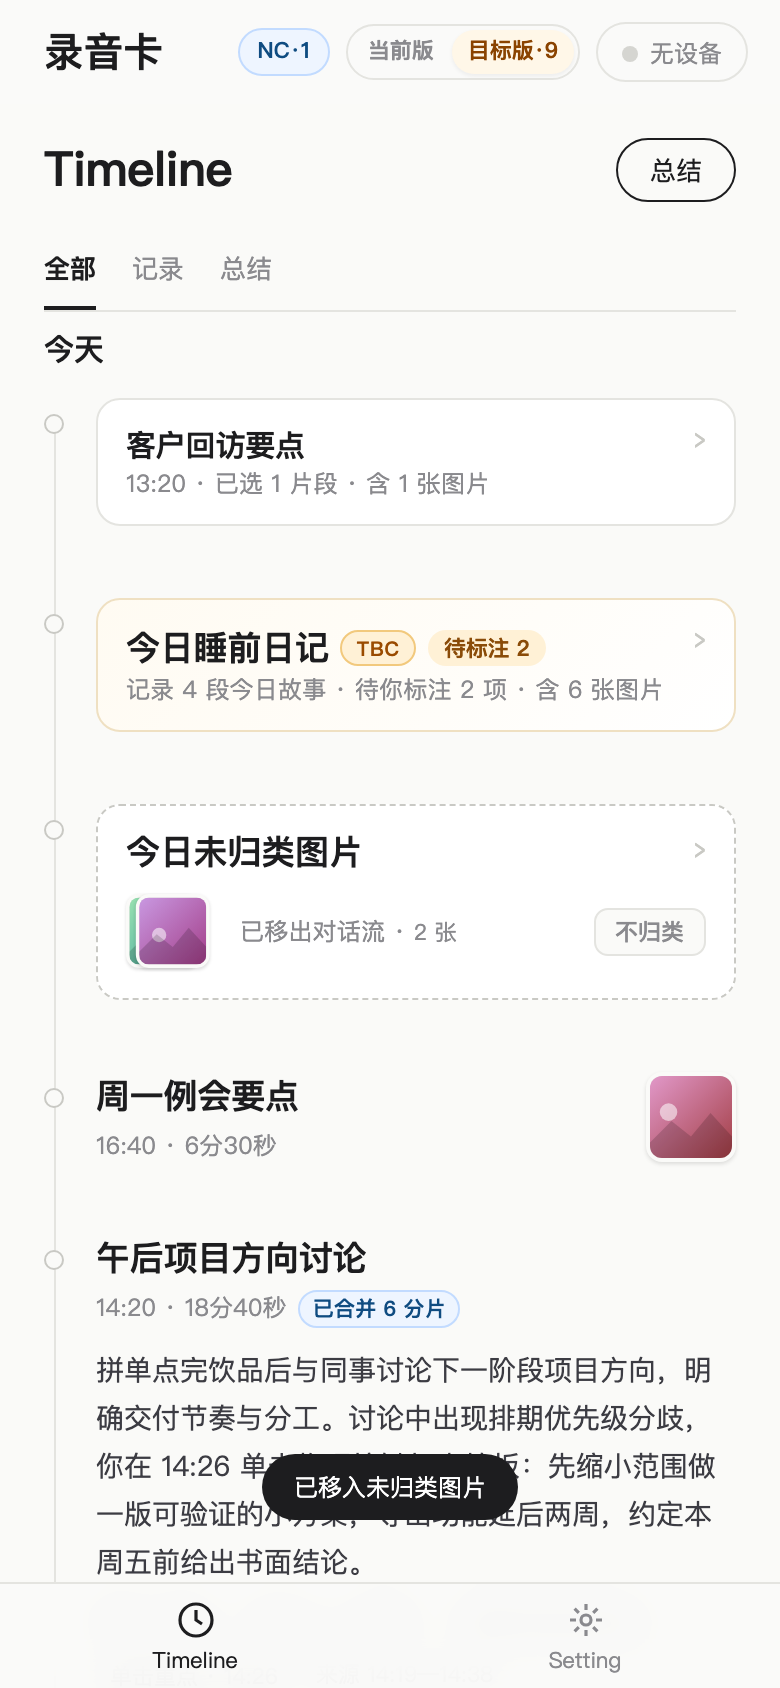 录音卡 NC·1 当前版 目标版·9 无设备
Timeline 总结
全部 记录 总结
今天
客户回访要点
13:20 · 已选 1 片段 · 含 1 张图片
今日睡前日记 TBC 待标注 2
记录 4 段今日故事 · 待你标注 2 项 · 含 6 张图片
今日未归类图片
已移出对话流 · 2 张 不归类
周一例会要点
16:40 · 6分30秒
午后项目方向讨论
14:20 · 18分40秒 已合并 6 分片
拼单点完饮品后与同事讨论下一阶段项目方向，明
确交付节奏与分工。讨论中出现排期优先级分歧，
你在 14:26 单 ：先缩小范围做
已移入未归类图片
一版可验证的 延后两周，约定本
周五前给出书面结论。
Timeline Setting